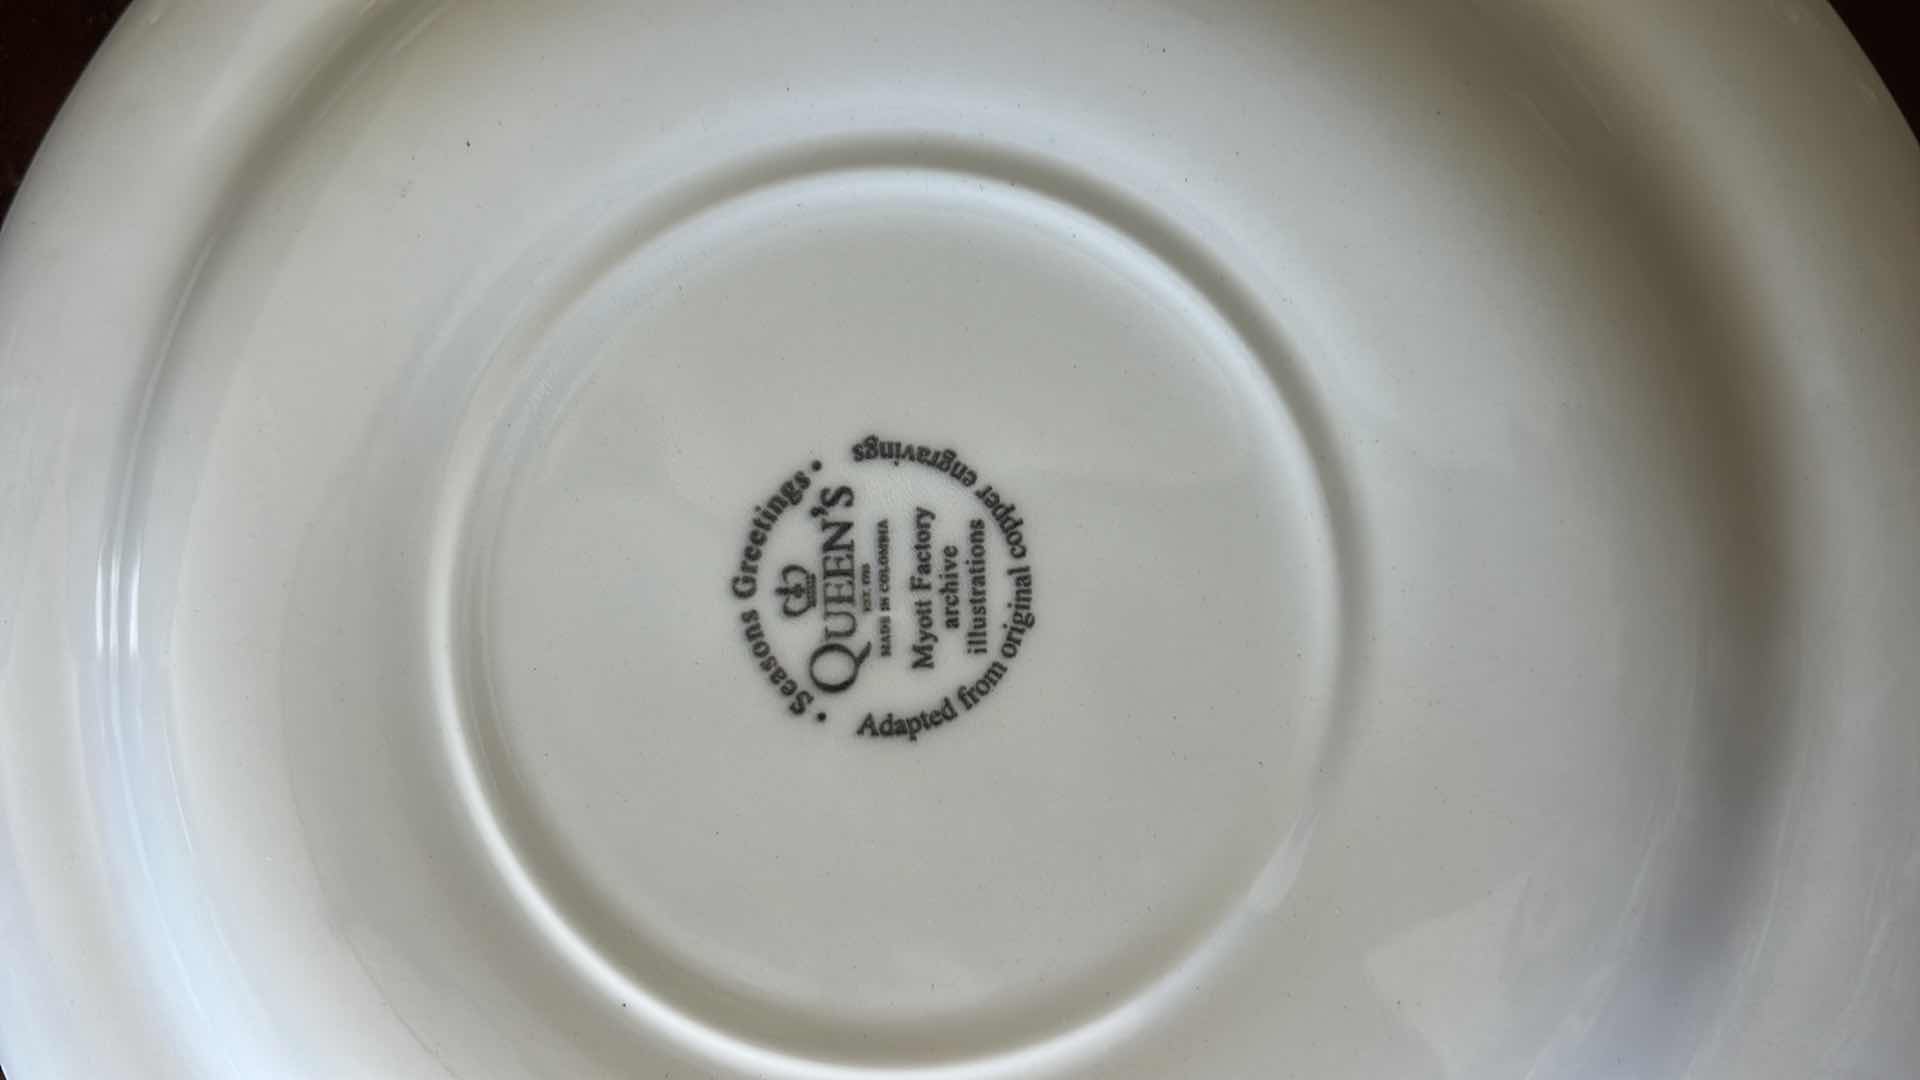 • Seasons Greetings •
QUEEN'S
EST. 1785
MADE IN COLOMBIA
Myott Factory
archive
illustrations
Adapted from original copper engravings